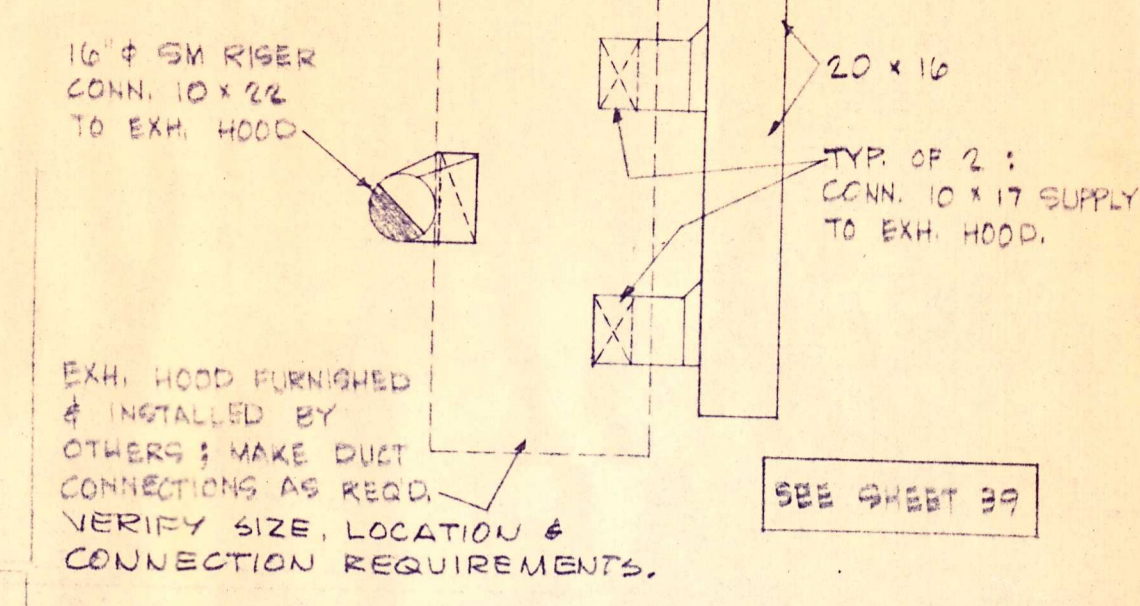 16"⌀ SM RISER
CONN. 10 x 22
TO EXH. HOOD
20 x 16
TYP. OF 2 :
CONN. 10 x 17 SUPPLY
TO EXH. HOOD.
EXH. HOOD FURNISHED
& INSTALLED BY
OTHERS ; MAKE DUCT
CONNECTIONS AS REQ'D.
VERIFY SIZE, LOCATION &
CONNECTION REQUIREMENTS.
SEE SHEET 39